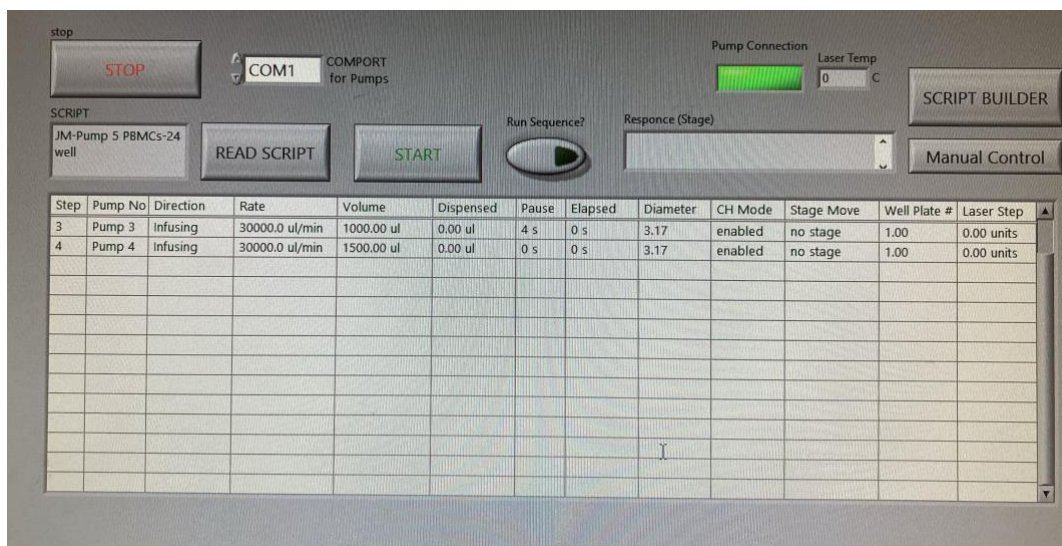 stop
STOP
COM1
COMPORT
for Pumps
Pump Connection
Laser Temp
0 C
SCRIPT BUILDER
SCRIPT
JM-Pump 5 PBMCs-24
well
READ SCRIPT
START
Run Sequence?
Responce (Stage)
Manual Control
Step Pump No Direction Rate Volume Dispensed Pause Elapsed Diameter CH Mode Stage Move Well Plate # Laser Step
3 Pump 3 Infusing 30000.0 ul/min 1000.00 ul 0.00 ul 4 s 0 s 3.17 enabled no stage 1.00 0.00 units
4 Pump 4 Infusing 30000.0 ul/min 1500.00 ul 0.00 ul 0 s 0 s 3.17 enabled no stage 1.00 0.00 units